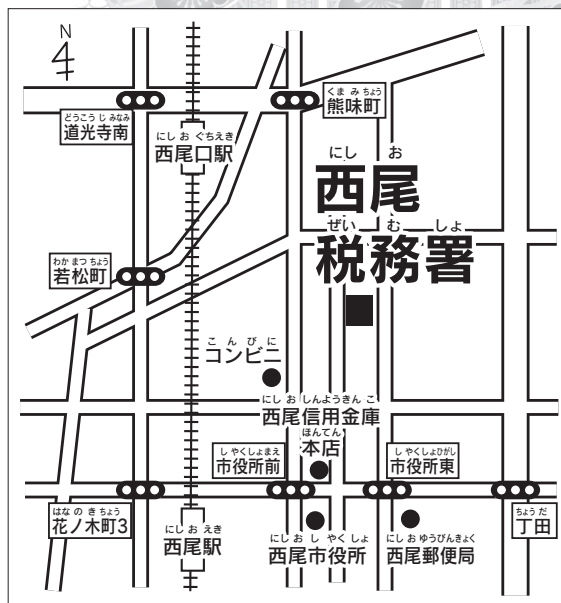 N
どうこうじみなみ
道光寺南
くまみちょう
熊味町
にしおぐちえき
西尾口駅
にしお
西尾
ぜいむしょ
税務署
わかまつちょう
若松町
こんびに
コンビニ
にしおしんようきんこ
西尾信用金庫
ほんてん
本店
しやくしょまえ
市役所前
しやくしょひがし
市役所東
はなのきちょう
花ノ木町3
にしおえき
西尾駅
にしおしやくしょ
西尾市役所
にしおゆうびんきょく
西尾郵便局
ちょうだ
丁田